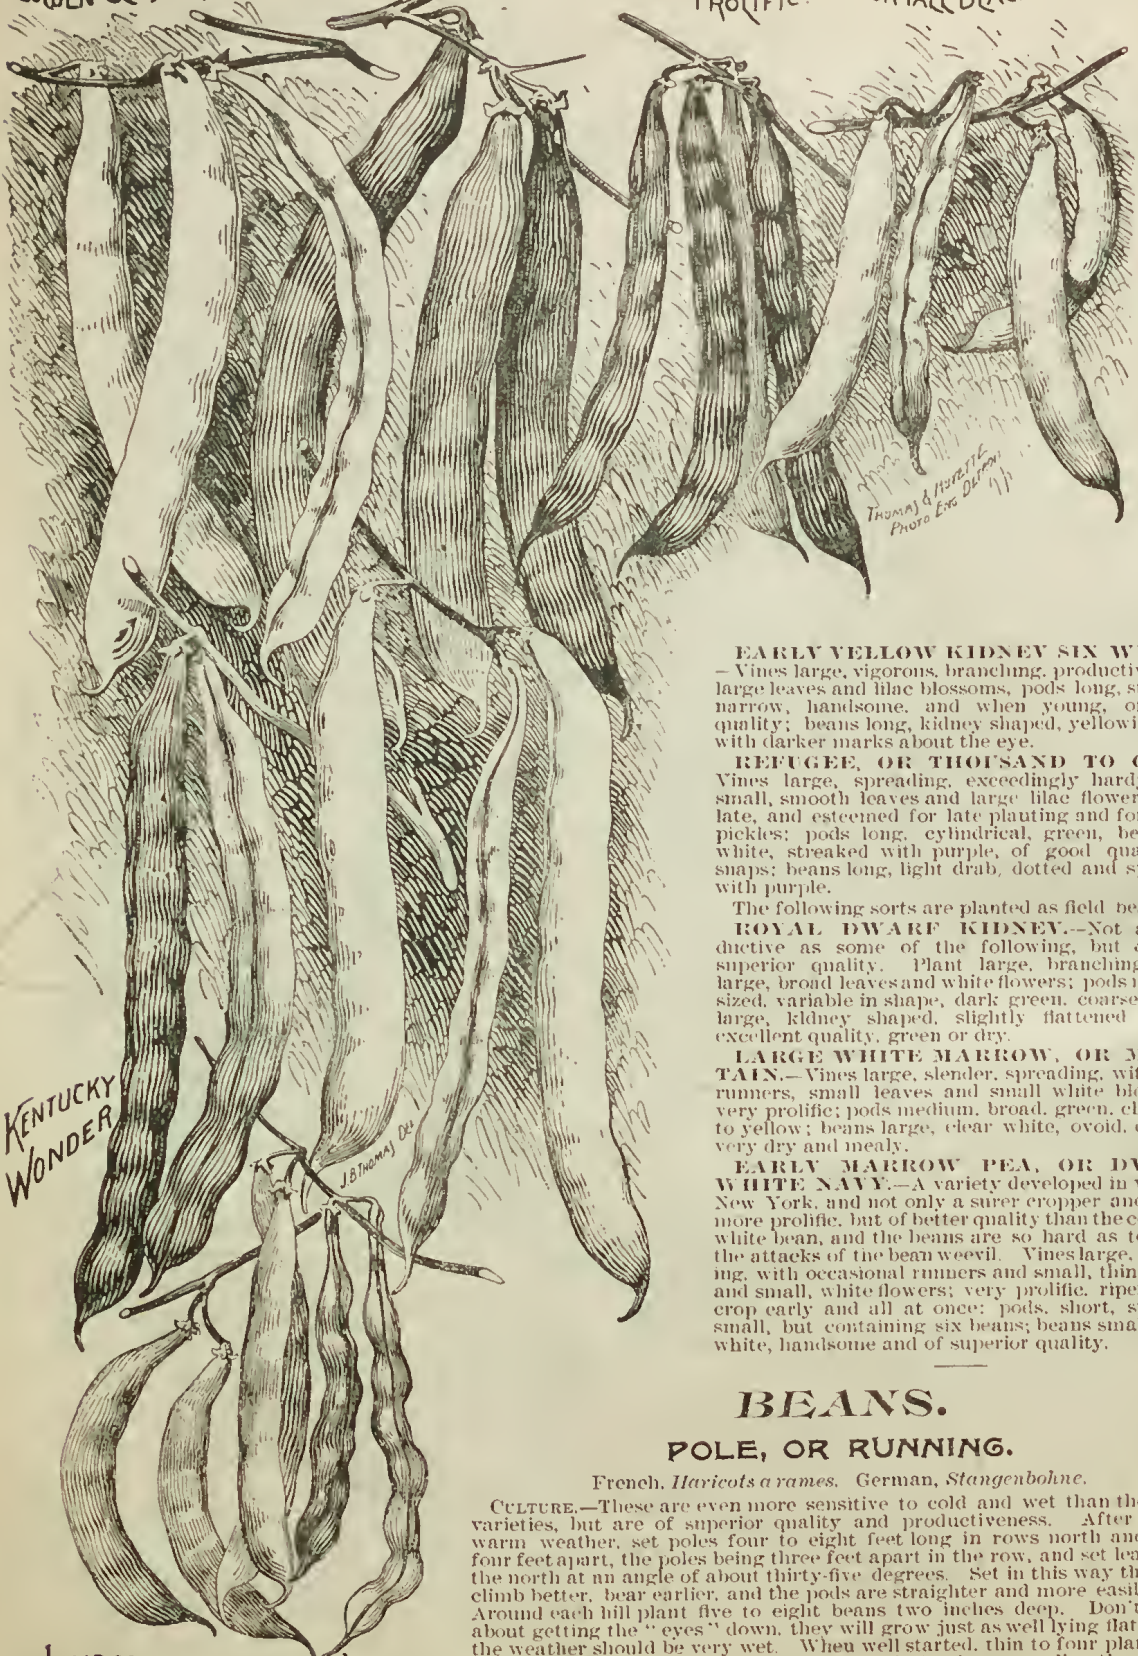 PROLIFIC.
THOMAS &
PHOTO ENG DETROIT
KENTUCKY
WONDER
J.B. THOMAS DEL
EARLY YELLOW KIDNEY SIX W
— Vines large, vigorous, branching, producti
large leaves and lilac blossoms, pods long, s
narrow, handsome, and when young, o
quality; beans long, kidney shaped, yellowi
with darker marks about the eye.
REFUGEE, OR THOUSAND TO
Vines large, spreading, exceedingly hard
small, smooth leaves and large lilac flower
late, and esteemed for late planting and fo
pickles; pods long, cylindrical, green, be
white, streaked with purple, of good qua
snaps; beans long, light drab, dotted and s
with purple.
The following sorts are planted as field be
ROYAL DWARF KIDNEY.—Not a
ductive as some of the following, but
superior quality. Plant large, branching
large, broad leaves and white flowers; pods
sized, variable in shape, dark green, coarse
large, kidney shaped, slightly flattened
excellent quality, green or dry.
LARGE WHITE MARROW, OR M
TAIN.—Vines large, slender, spreading, wit
runners, small leaves and small white bl
very prolific; pods medium, broad, green, c
to yellow; beans large, clear white, ovoid,
very dry and mealy.
EARLY MARROW PEA, OR DW
WHITE NAVY.—A variety developed in
New York, and not only a surer cropper an
more prolific, but of better quality than the c
white bean, and the beans are so hard as t
the attacks of the bean weevil. Vines large,
ing, with occasional runners and small, thin
and small, white flowers; very prolific, ripe
crop early and all at once; pods, short, s
small, but containing six beans; beans sma
white, handsome and of superior quality.
BEANS.
POLE, OR RUNNING.
French, Haricots a rames. German, Stangenbohne.
CULTURE.—These are even more sensitive to cold and wet than th
varieties, but are of superior quality and productiveness. After
warm weather, set poles four to eight feet long in rows north and
four feet apart, the poles being three feet apart in the row, and set lea
the north at an angle of about thirty-five degrees. Set in this way th
climb better, bear earlier, and the pods are straighter and more easil
Around each hill plant five to eight beans two inches deep. Don't
about getting the "eyes" down, they will grow just as well lying flat
the weather should be very wet. When well started, thin to four plan